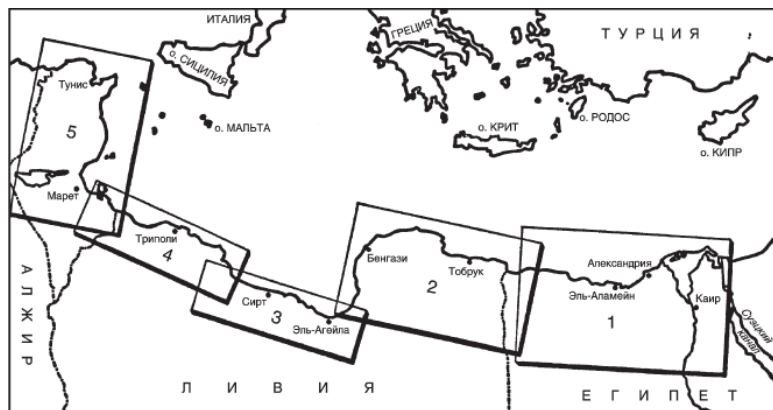 ИТАЛИЯ
ГРЕЦИЯ
ТУРЦИЯ
о. СИЦИЛИЯ
Тунис
5
о. МАЛЬТА
о. КРИТ
о. РОДОС
о. КИПР
Марет
Триполи
4
Бенгази
Тобрук
2
Александрия
Эль-Аламейн
Каир
1
Суэцкий
канал
Сирт
3
Эль-Агейла
АЛЖИР
ЛИВИЯ
ЕГИПЕТ